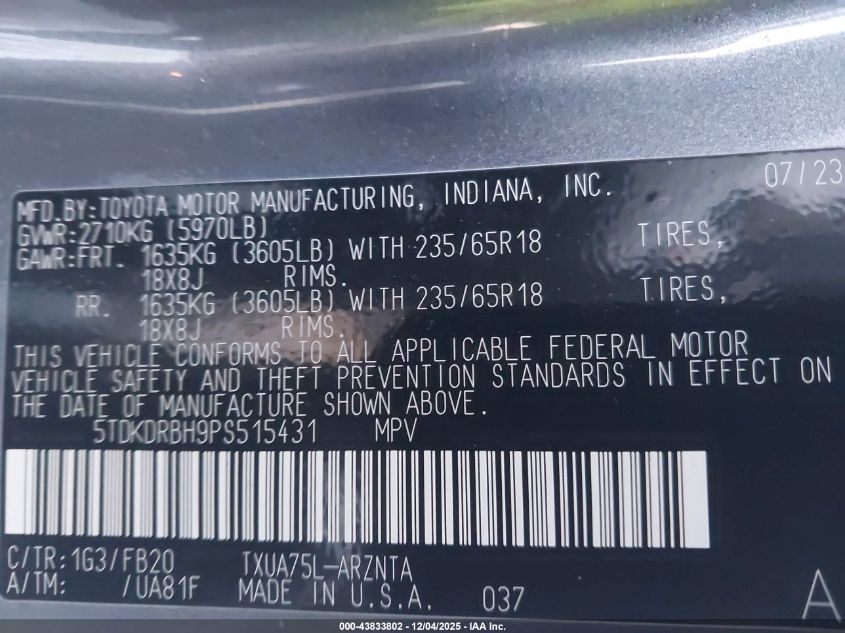 07/23
MFD.BY:TOYOTA MOTOR MANUFACTURING, INDIANA, INC.
GVWR:2710KG (5970LB)
GAWR:FRT. 1635KG (3605LB) WITH 235/65R18 TIRES,
18X8J RIMS.
RR. 1635KG (3605LB) WITH 235/65R18 TIRES,
18X8J RIMS.
THIS VEHICLE CONFORMS TO ALL APPLICABLE FEDERAL MOTOR
VEHICLE SAFETY AND THEFT PREVENTION STANDARDS IN EFFECT ON
THE DATE OF MANUFACTURE SHOWN ABOVE.
5TDKDRBH9PS515431 MPV
C/TR:1G3/FB20 TXUA75L-ARZNTA
A/TM: /UA81F MADE IN U.S.A. 037 A
000-43833802 - 12/04/2025 - IAA Inc.